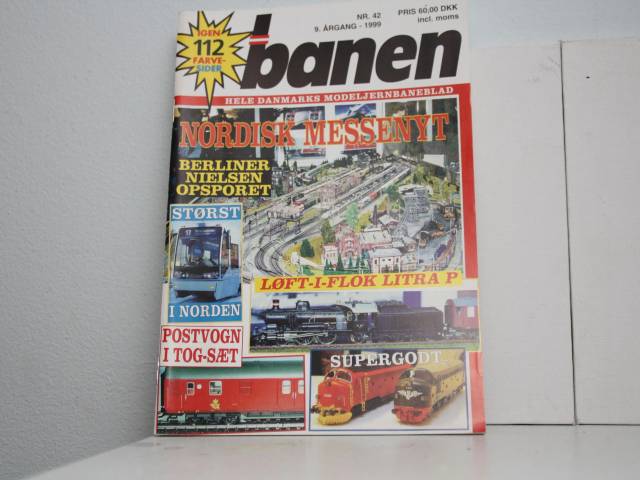 IGEN
112
FARVE-
SIDER
NR. 42
9. ÅRGANG - 1999
PRIS 60,00 DKK
incl. moms
banen
HELE DANMARKS MODELJERNBANEBLAD
NORDISK MESSENYT
BERLINER
NIELSEN
OPSPORET
STØRST
I NORDEN
LØFT-I-FLOK LITRA P
POSTVOGN
I TOG-SÆT
SUPERGODT